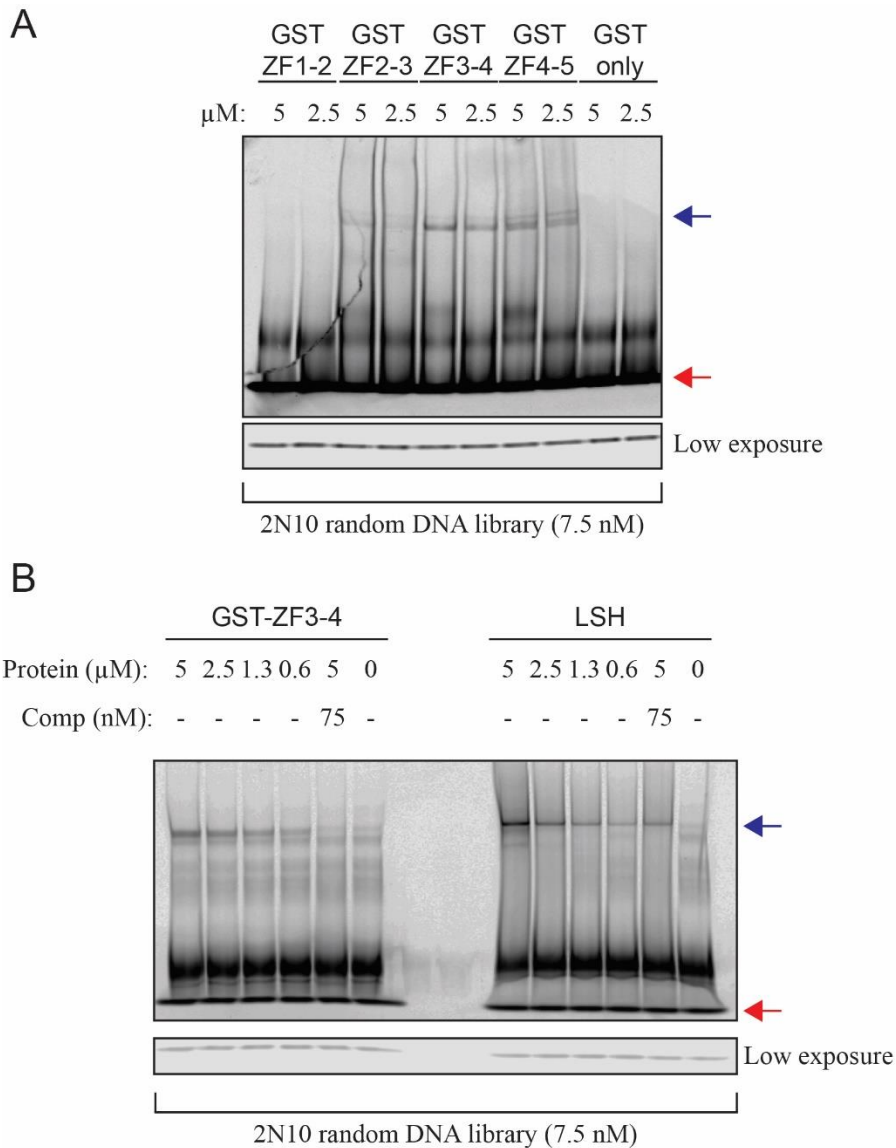 A
GST GST GST GST GST
ZF1-2 ZF2-3 ZF3-4 ZF4-5 only
µM: 5 2.5 5 2.5 5 2.5 5 2.5 5 2.5
Low exposure
2N10 random DNA library (7.5 nM)
B
GST-ZF3-4 LSH
Protein (µM): 5 2.5 1.3 0.6 5 0 5 2.5 1.3 0.6 5 0
Comp (nM): - - - - 75 - - - - - 75 -
Low exposure
2N10 random DNA library (7.5 nM)